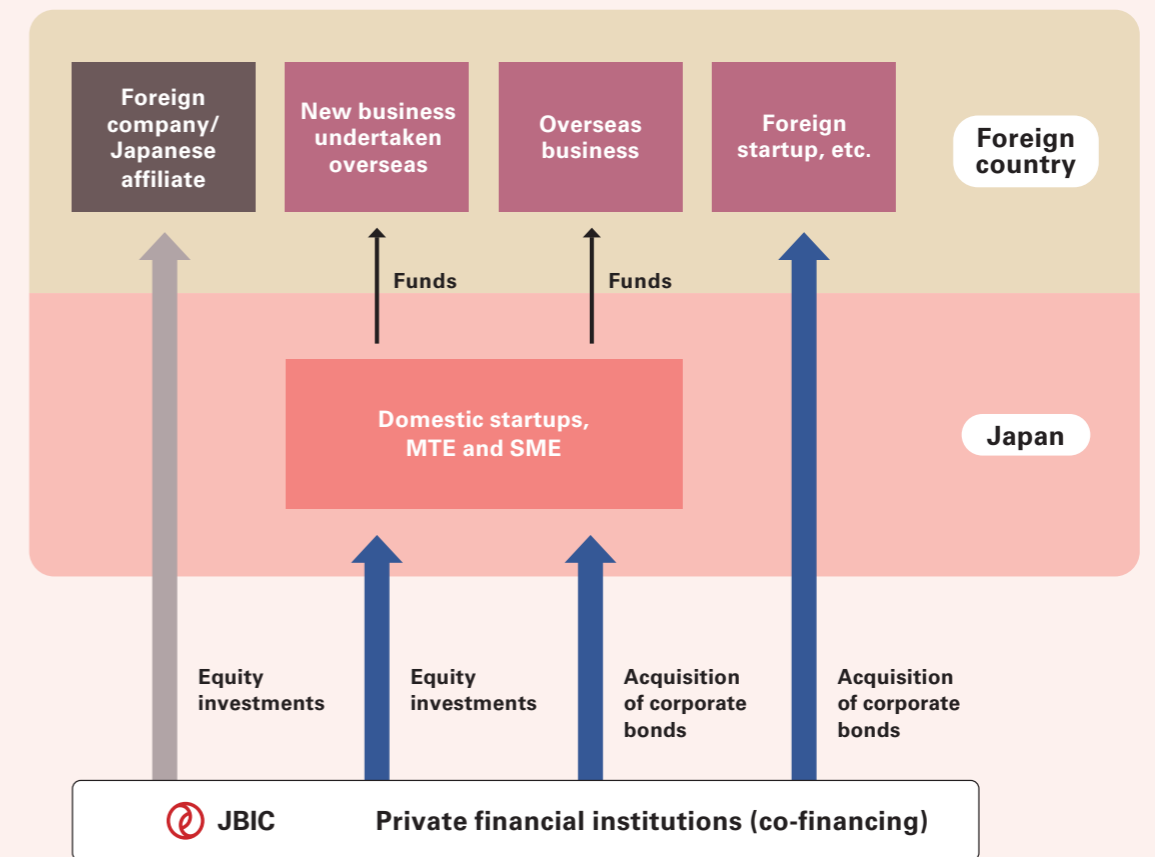 Foreign
company/
Japanese
affiliate
New business
undertaken
overseas
Overseas
business
Foreign
startup, etc.
Foreign
country
Funds
Funds
Domestic startups,
MTE and SME
Japan
Equity
investments
Equity
investments
Acquisition
of corporate
bonds
Acquisition
of corporate
bonds
JBIC
Private financial institutions (co-financing)